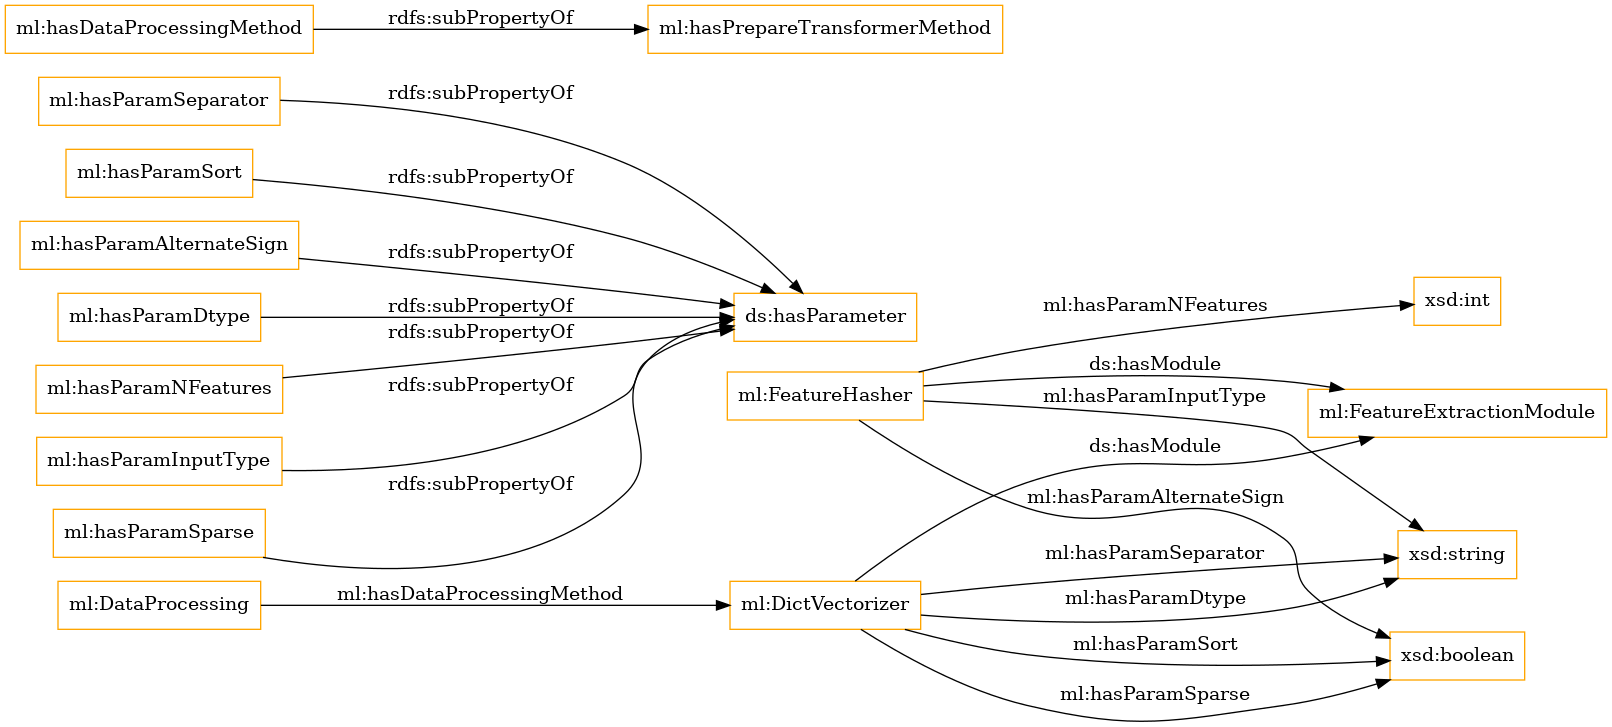 ml:hasDataProcessingMethod
rdfs:subPropertyOf
ml:hasPrepareTransformerMethod
ml:hasParamSeparator
rdfs:subPropertyOf
ml:hasParamSort
rdfs:subPropertyOf
ml:hasParamAlternateSign
rdfs:subPropertyOf
ml:hasParamDtype
rdfs:subPropertyOf
ds:hasParameter
ml:hasParamNFeatures
rdfs:subPropertyOf
ml:hasParamInputType
rdfs:subPropertyOf
ml:hasParamSparse
rdfs:subPropertyOf
ml:DataProcessing
ml:hasDataProcessingMethod
ml:DictVectorizer
ml:FeatureHasher
ml:hasParamNFeatures
xsd:int
ds:hasModule
ml:hasParamInputType
ml:FeatureExtractionModule
ds:hasModule
ml:hasParamAlternateSign
ml:hasParamSeparator
xsd:string
ml:hasParamDtype
ml:hasParamSort
xsd:boolean
ml:hasParamSparse